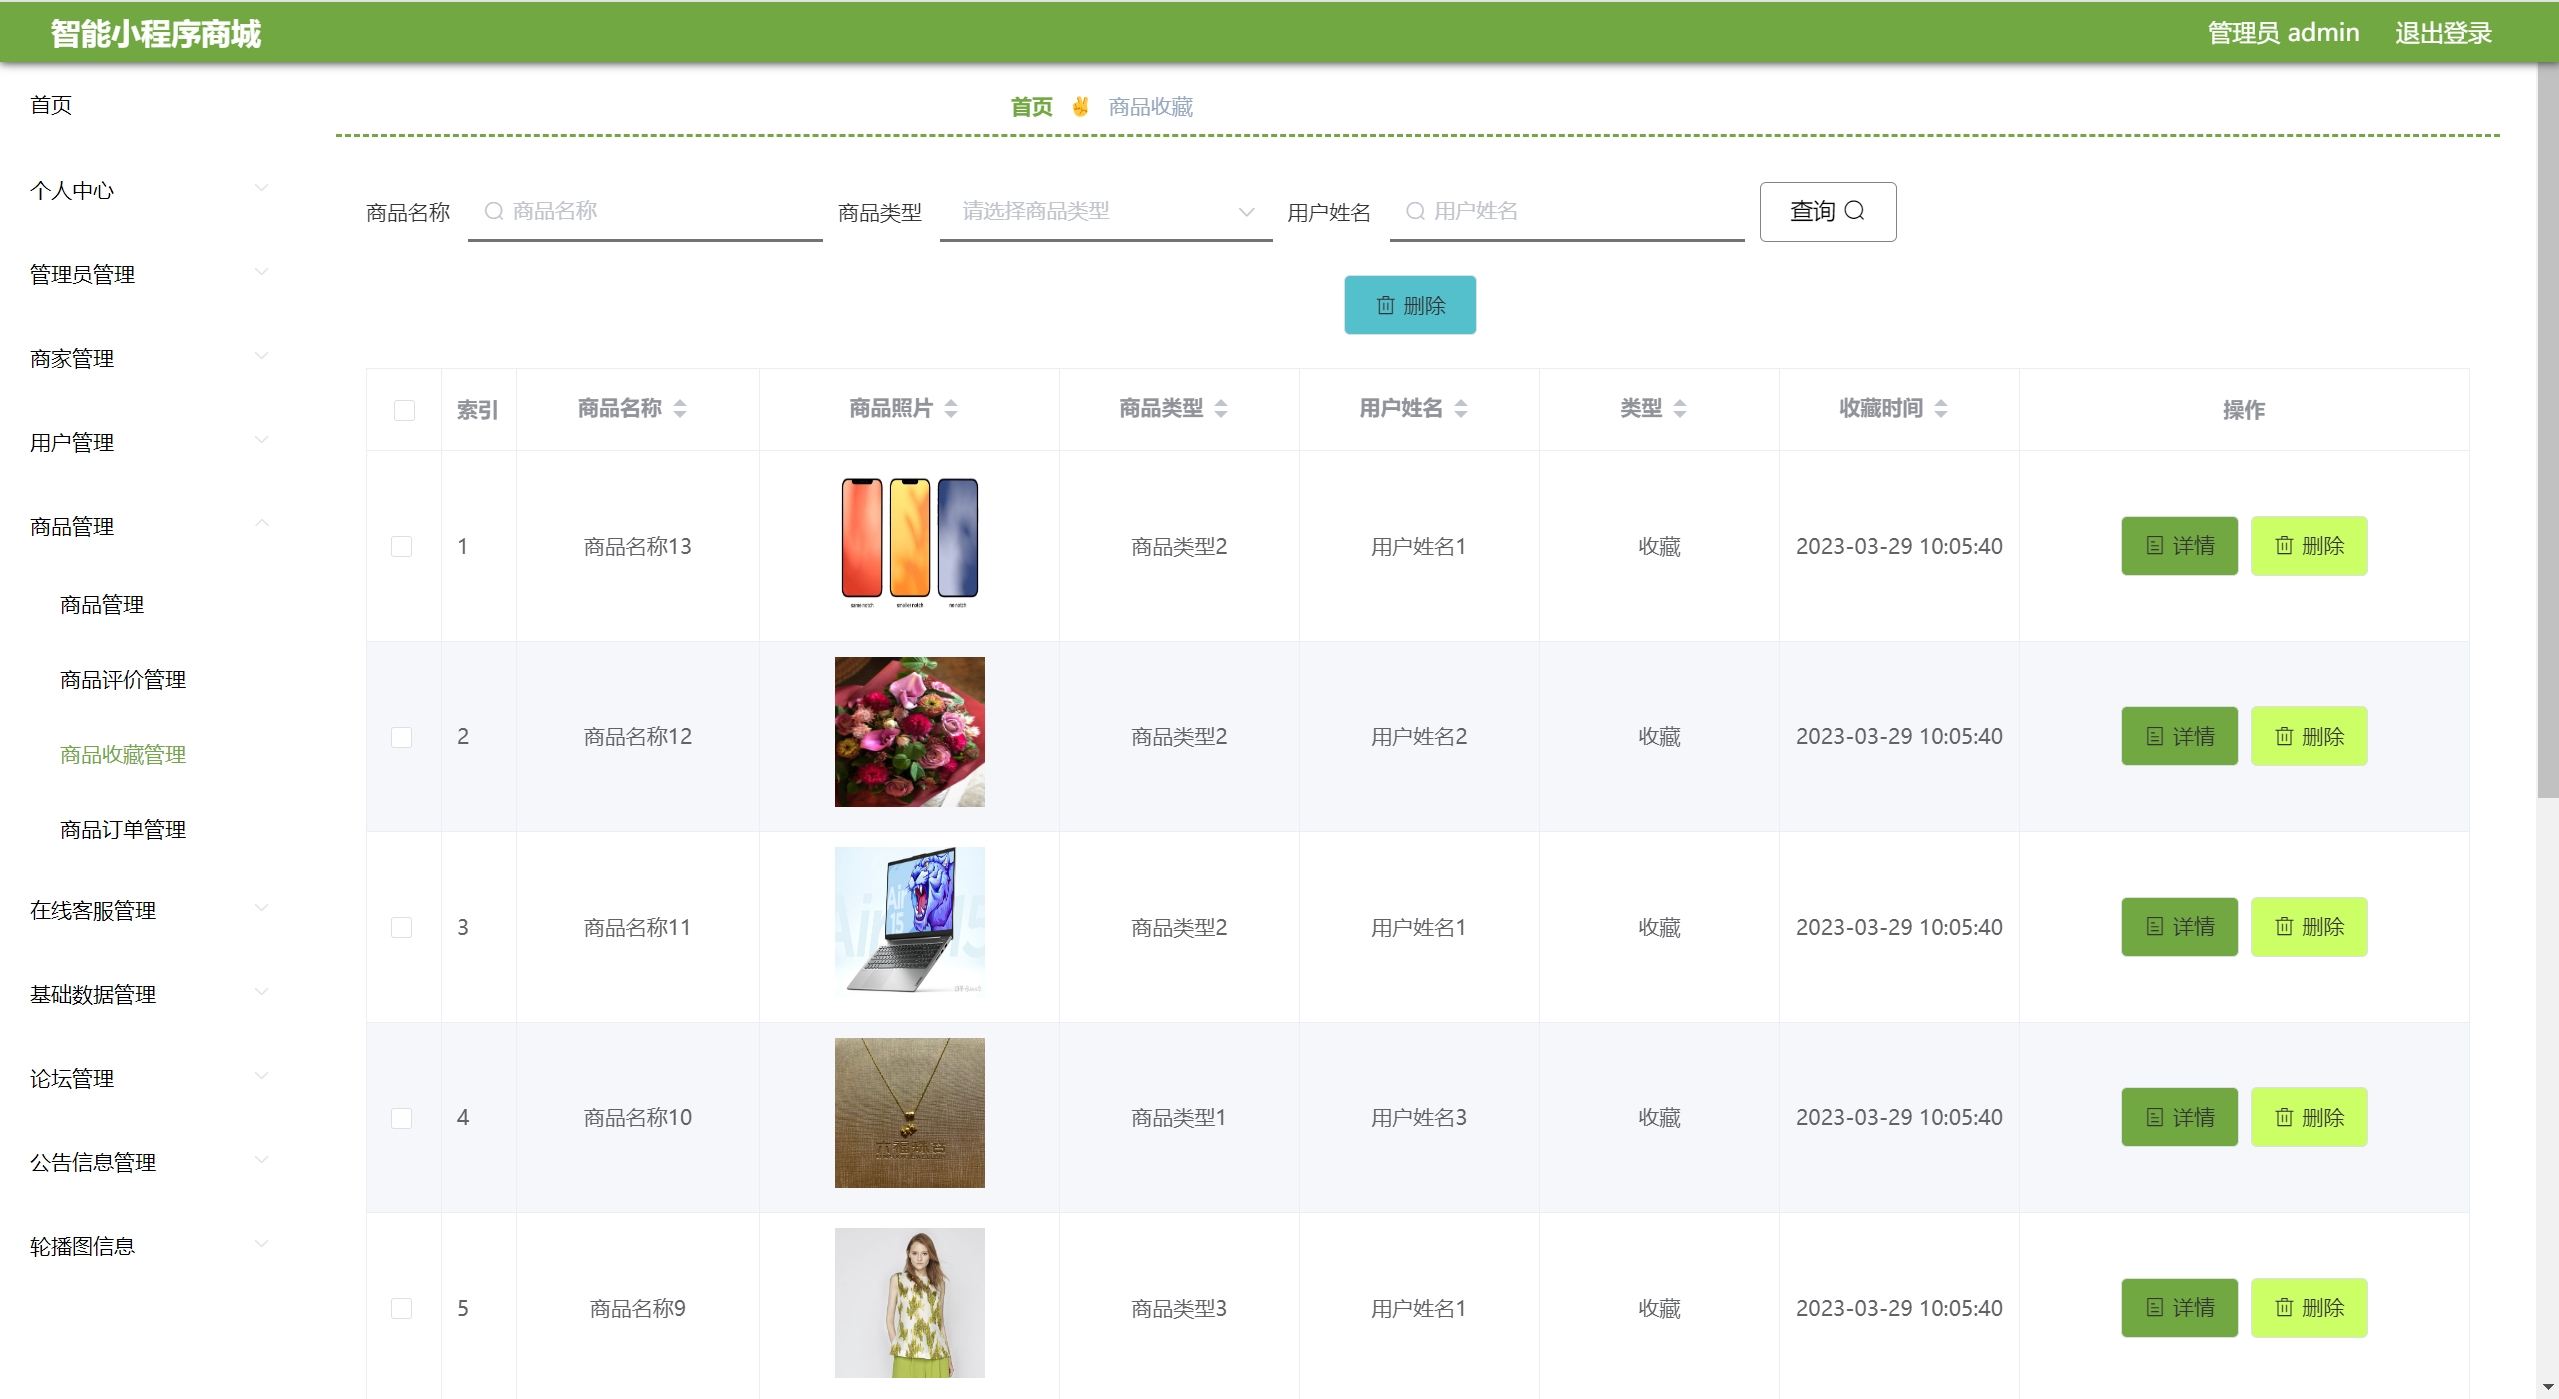 智能小程序商城
管理员 admin 退出登录
首页
个人中心
管理员管理
商家管理
用户管理
商品管理
商品管理
商品评价管理
商品收藏管理
商品订单管理
在线客服管理
基础数据管理
论坛管理
公告信息管理
轮播图信息
首页 ✌ 商品收藏
商品名称 商品名称 商品类型 请选择商品类型 用户姓名 用户姓名 查询
删除
索引 商品名称 商品照片 商品类型 用户姓名 类型 收藏时间 操作
1 商品名称13 商品类型2 用户姓名1 收藏 2023-03-29 10:05:40 详情 删除
same notch smaller notch no notch
2 商品名称12 商品类型2 用户姓名2 收藏 2023-03-29 10:05:40 详情 删除
3 商品名称11 商品类型2 用户姓名1 收藏 2023-03-29 10:05:40 详情 删除
Air
15
4 商品名称10 商品类型1 用户姓名3 收藏 2023-03-29 10:05:40 详情 删除
六福珠宝
5 商品名称9 商品类型3 用户姓名1 收藏 2023-03-29 10:05:40 详情 删除